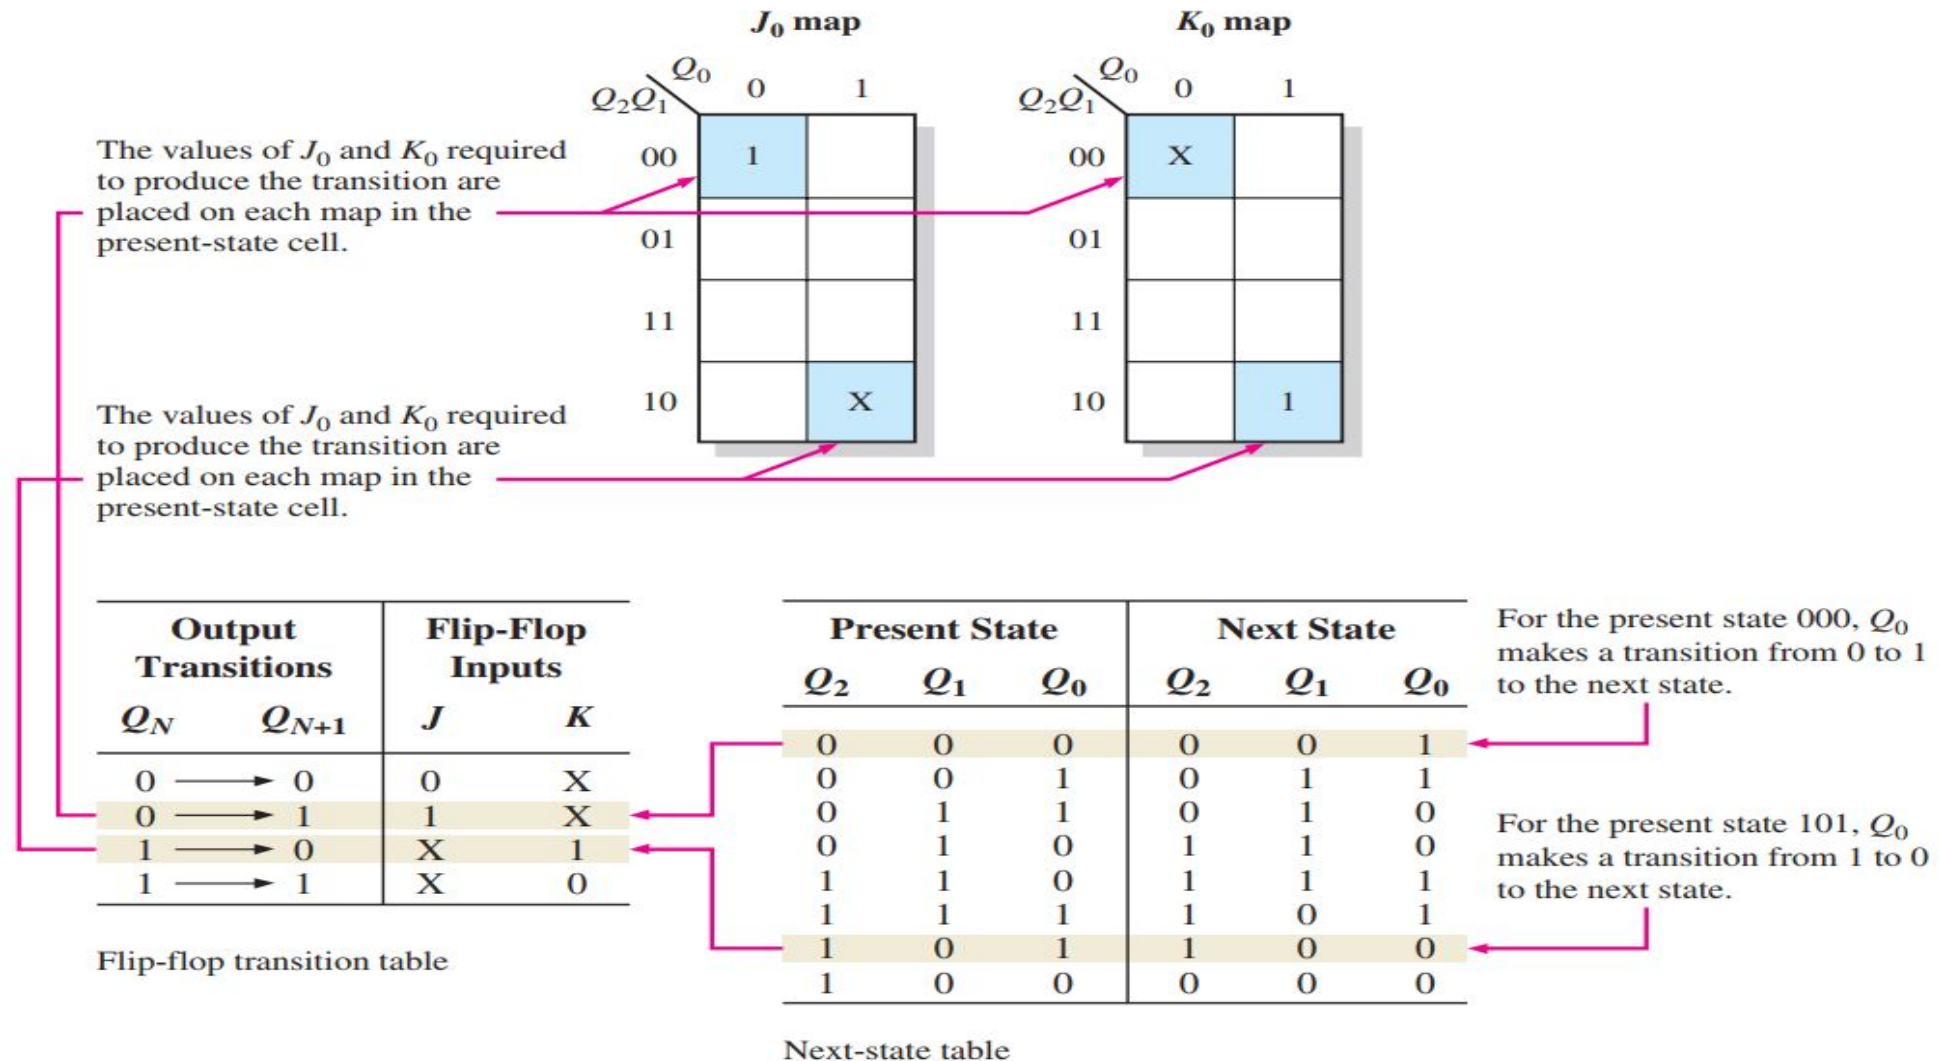 J₀ map
K₀ map
Q₀ 0 1
Q₂Q₁
Q₀ 0 1
Q₂Q₁
The values of J₀ and K₀ required
to produce the transition are
placed on each map in the
present-state cell.
00 1
01
11
10 X
00 X
01
11
10 1
The values of J₀ and K₀ required
to produce the transition are
placed on each map in the
present-state cell.
Output
Transitions
Flip-Flop
Inputs
Q_N Q_{N+1} J K
0 → 0 0 X
0 → 1 1 X
1 → 0 X 1
1 → 1 X 0
Flip-flop transition table
Present State Next State
Q₂ Q₁ Q₀ Q₂ Q₁ Q₀
0 0 0 0 0 1
0 0 1 0 1 1
0 1 1 0 1 0
0 1 0 1 1 0
1 1 0 1 1 1
1 1 1 1 0 1
1 0 1 1 0 0
1 0 0 0 0 0
Next-state table
For the present state 000, Q₀
makes a transition from 0 to 1
to the next state.
For the present state 101, Q₀
makes a transition from 1 to 0
to the next state.